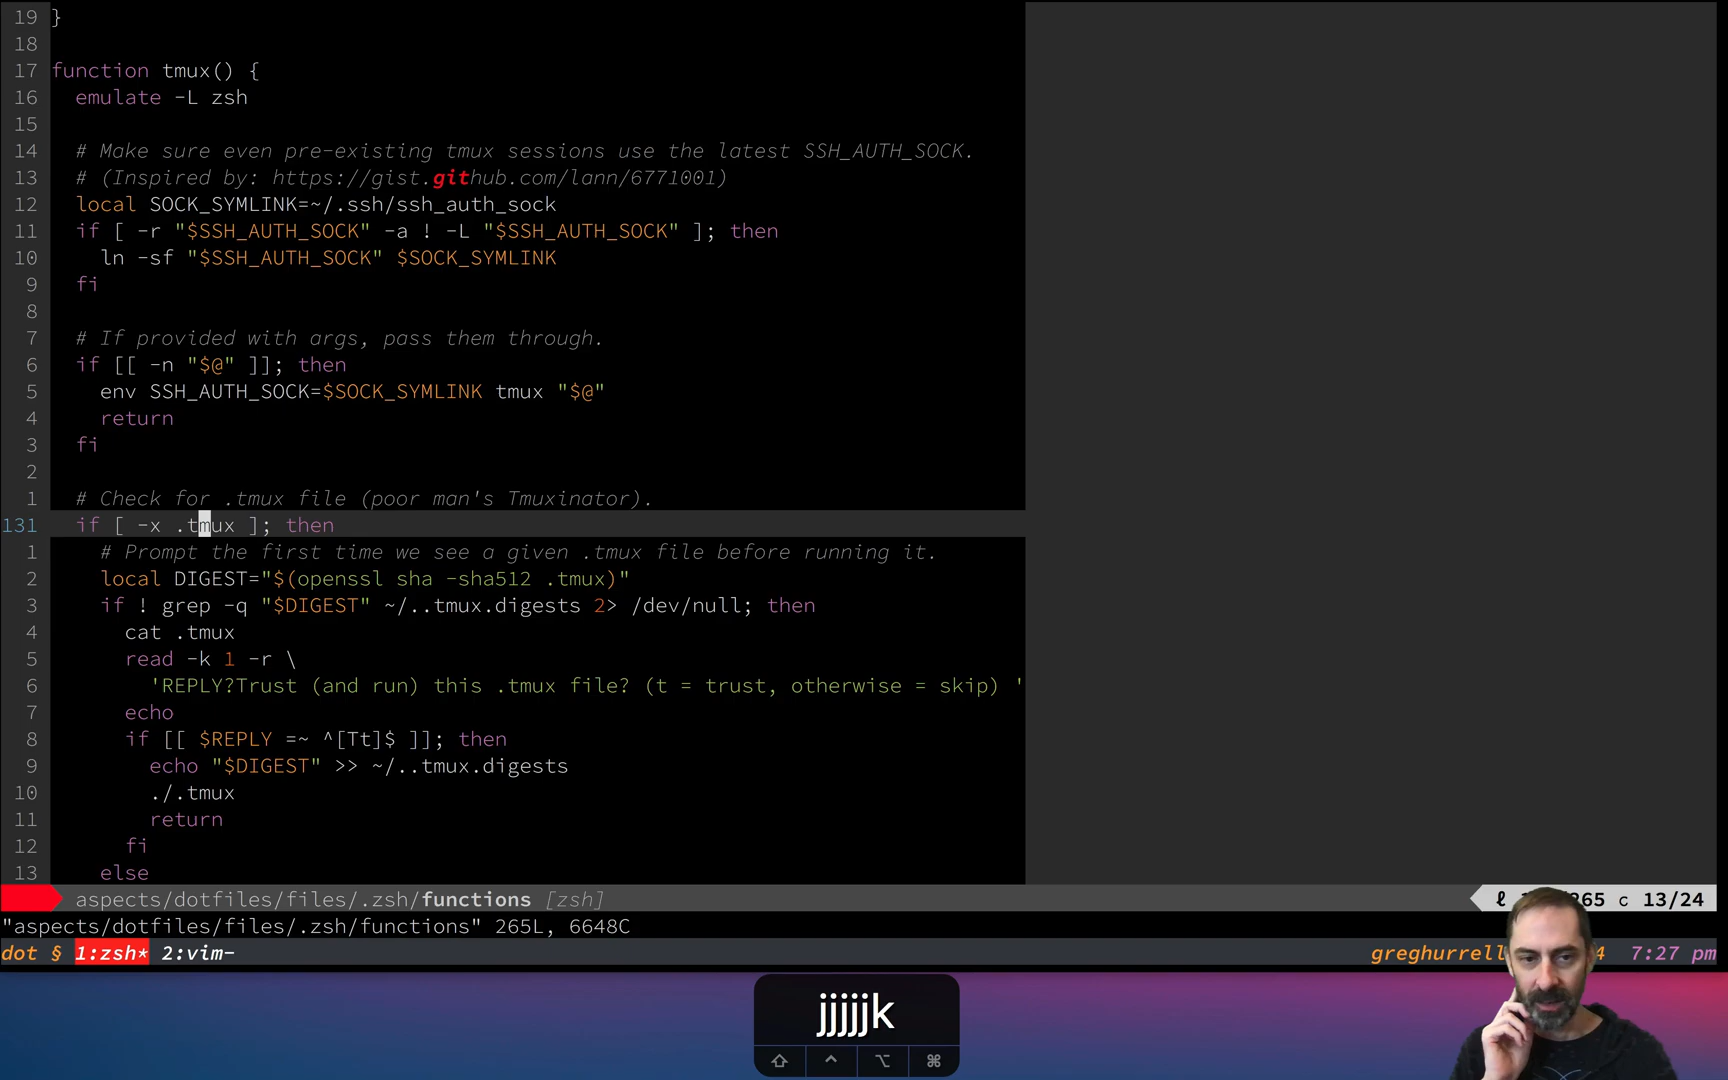 19 }
18
17 function tmux() {
16   emulate -L zsh
15
14   # Make sure even pre-existing tmux sessions use the latest SSH_AUTH_SOCK.
13   # (Inspired by: https://gist.github.com/lann/6771001)
12   local SOCK_SYMLINK=~/.ssh/ssh_auth_sock
11   if [ -r "$SSH_AUTH_SOCK" -a ! -L "$SSH_AUTH_SOCK" ]; then
10     ln -sf "$SSH_AUTH_SOCK" $SOCK_SYMLINK
9   fi
8
7   # If provided with args, pass them through.
6   if [[ -n "$@" ]]; then
5     env SSH_AUTH_SOCK=$SOCK_SYMLINK tmux "$@"
4     return
3   fi
2
1   # Check for .tmux file (poor man's Tmuxinator).
131   if [ -x .tmux ]; then
1     # Prompt the first time we see a given .tmux file before running it.
2     local DIGEST="$(openssl sha -sha512 .tmux)"
3     if ! grep -q "$DIGEST" ~/..tmux.digests 2> /dev/null; then
4       cat .tmux
5       read -k 1 -r \
6         'REPLY?Trust (and run) this .tmux file? (t = trust, otherwise = skip) '
7       echo
8       if [[ $REPLY =~ ^[Tt]$ ]]; then
9         echo "$DIGEST" >> ~/..tmux.digests
10         ./.tmux
11         return
12       fi
13     else
aspects/dotfiles/files/.zsh/functions [zsh] ℓ 65 c 13/24
"aspects/dotfiles/files/.zsh/functions" 265L, 6648C
dot § 1:zsh* 2:vim- greghurrell 4 7:27 pm
jjjjjk
⇧ ^ ⌥ ⌘